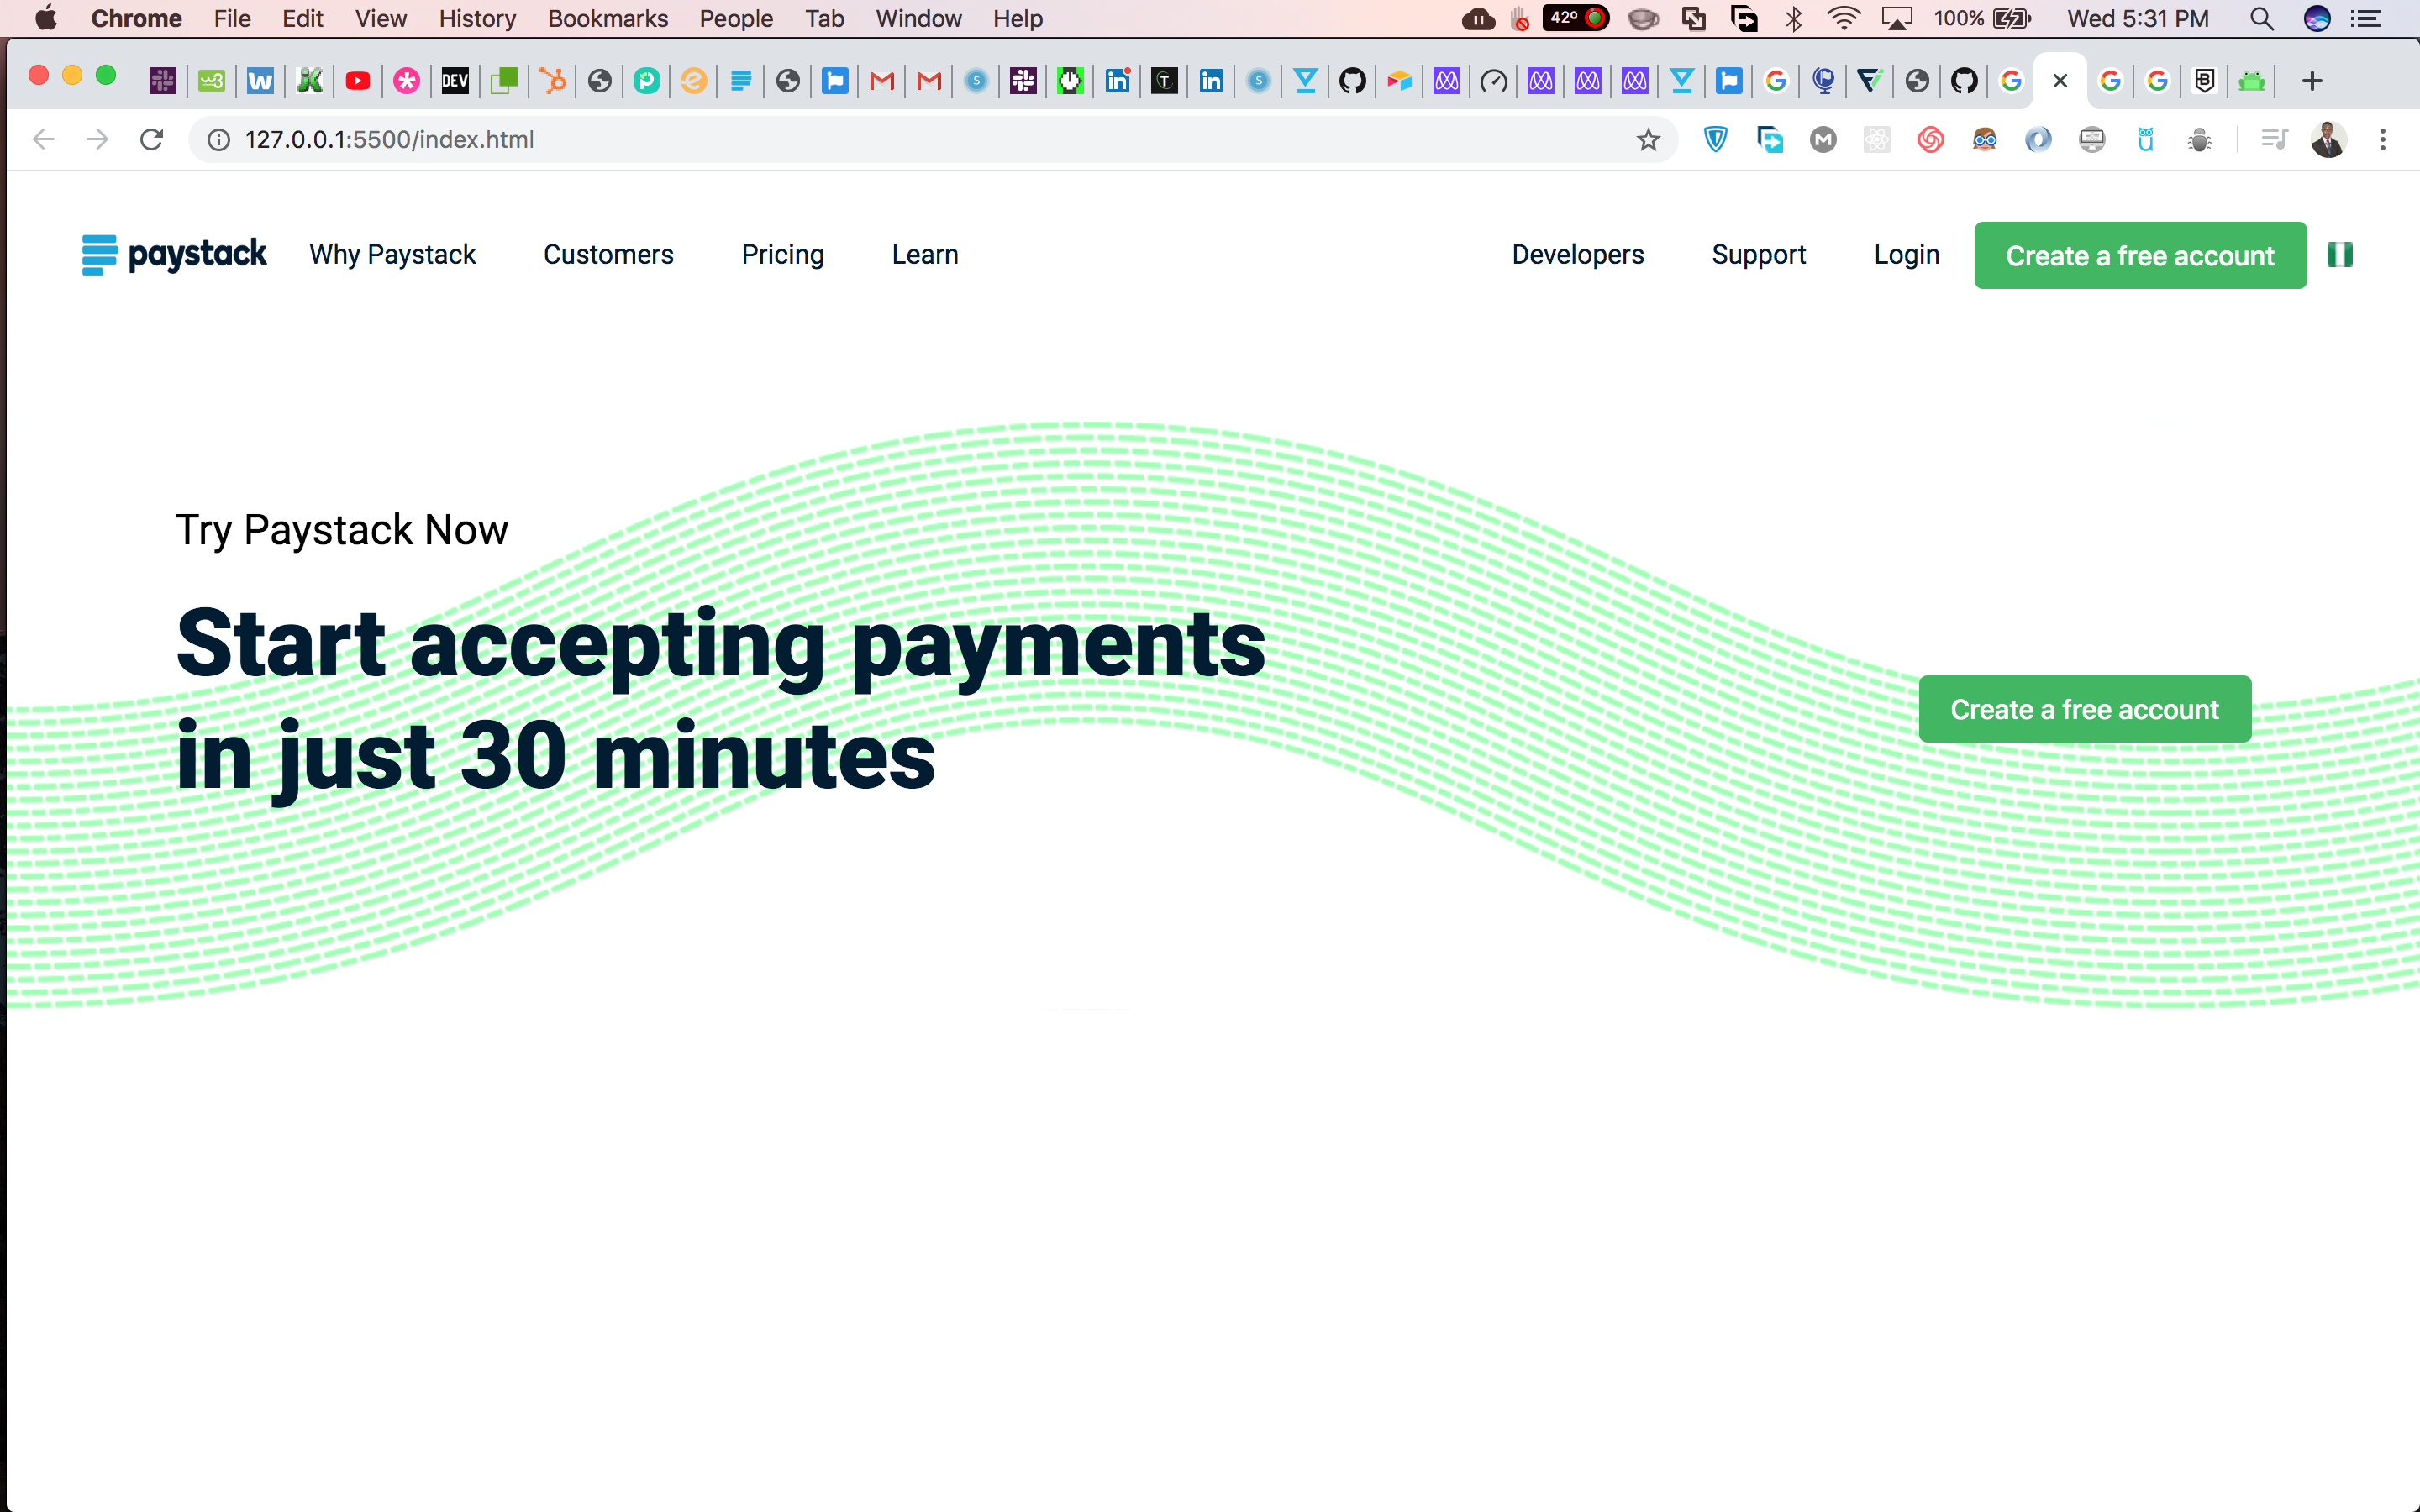 Chrome File Edit View History Bookmarks People Tab Window Help 42° 100% Wed 5:31 PM
127.0.0.1:5500/index.html
paystack Why Paystack Customers Pricing Learn Developers Support Login Create a free account
Try Paystack Now
Start accepting payments
in just 30 minutes
Create a free account